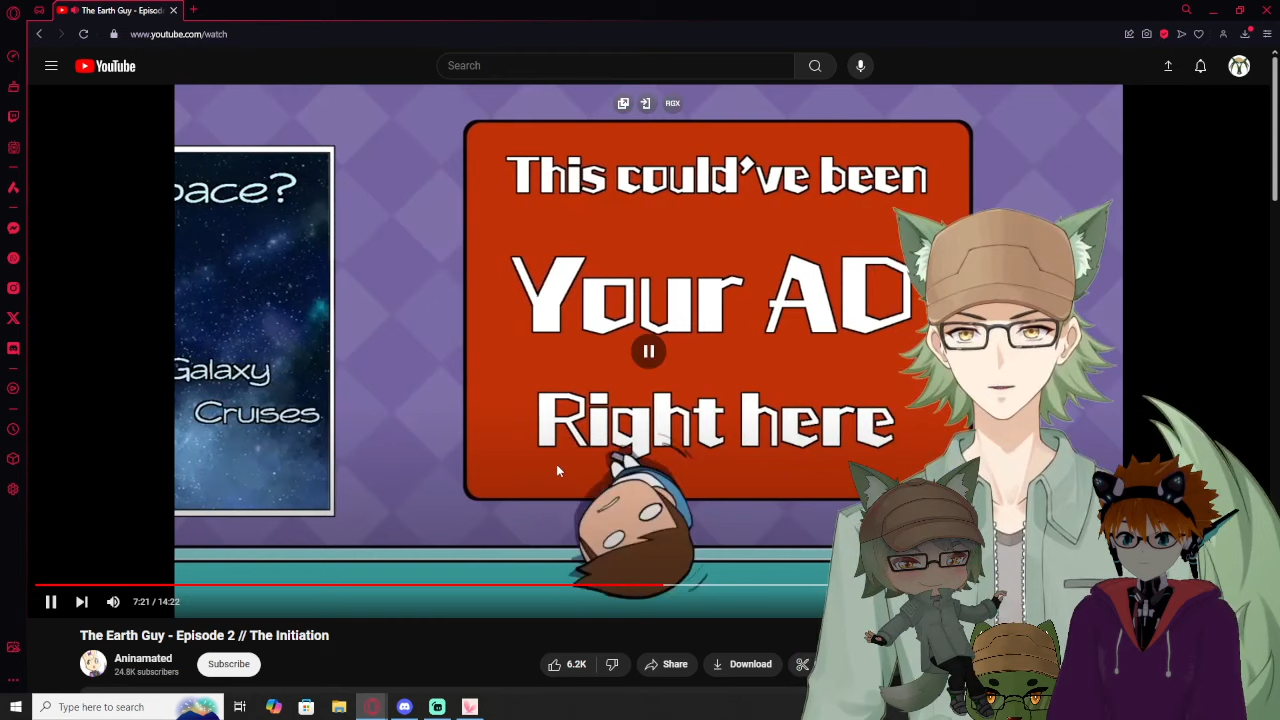 The Earth Guy - Episod
www.youtube.com/watch
YouTube
Search
RGX
pace?
Galaxy
Cruises
This could've been
Your AD
Right here
7:21 / 14:22
The Earth Guy - Episode 2 // The Initiation
Aninamated
24.8K subscribers
Subscribe
6.2K
Share
Download
Type here to search